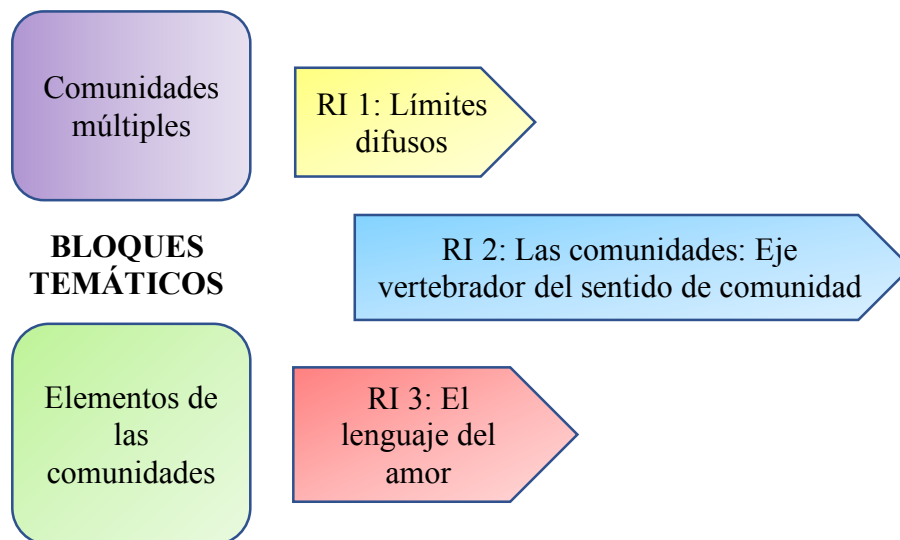 Comunidades
múltiples
RI 1: Límites
difusos
BLOQUES
TEMÁTICOS
RI 2: Las comunidades: Eje
vertebrador del sentido de comunidad
Elementos de
las
comunidades
RI 3: El
lenguaje del
amor